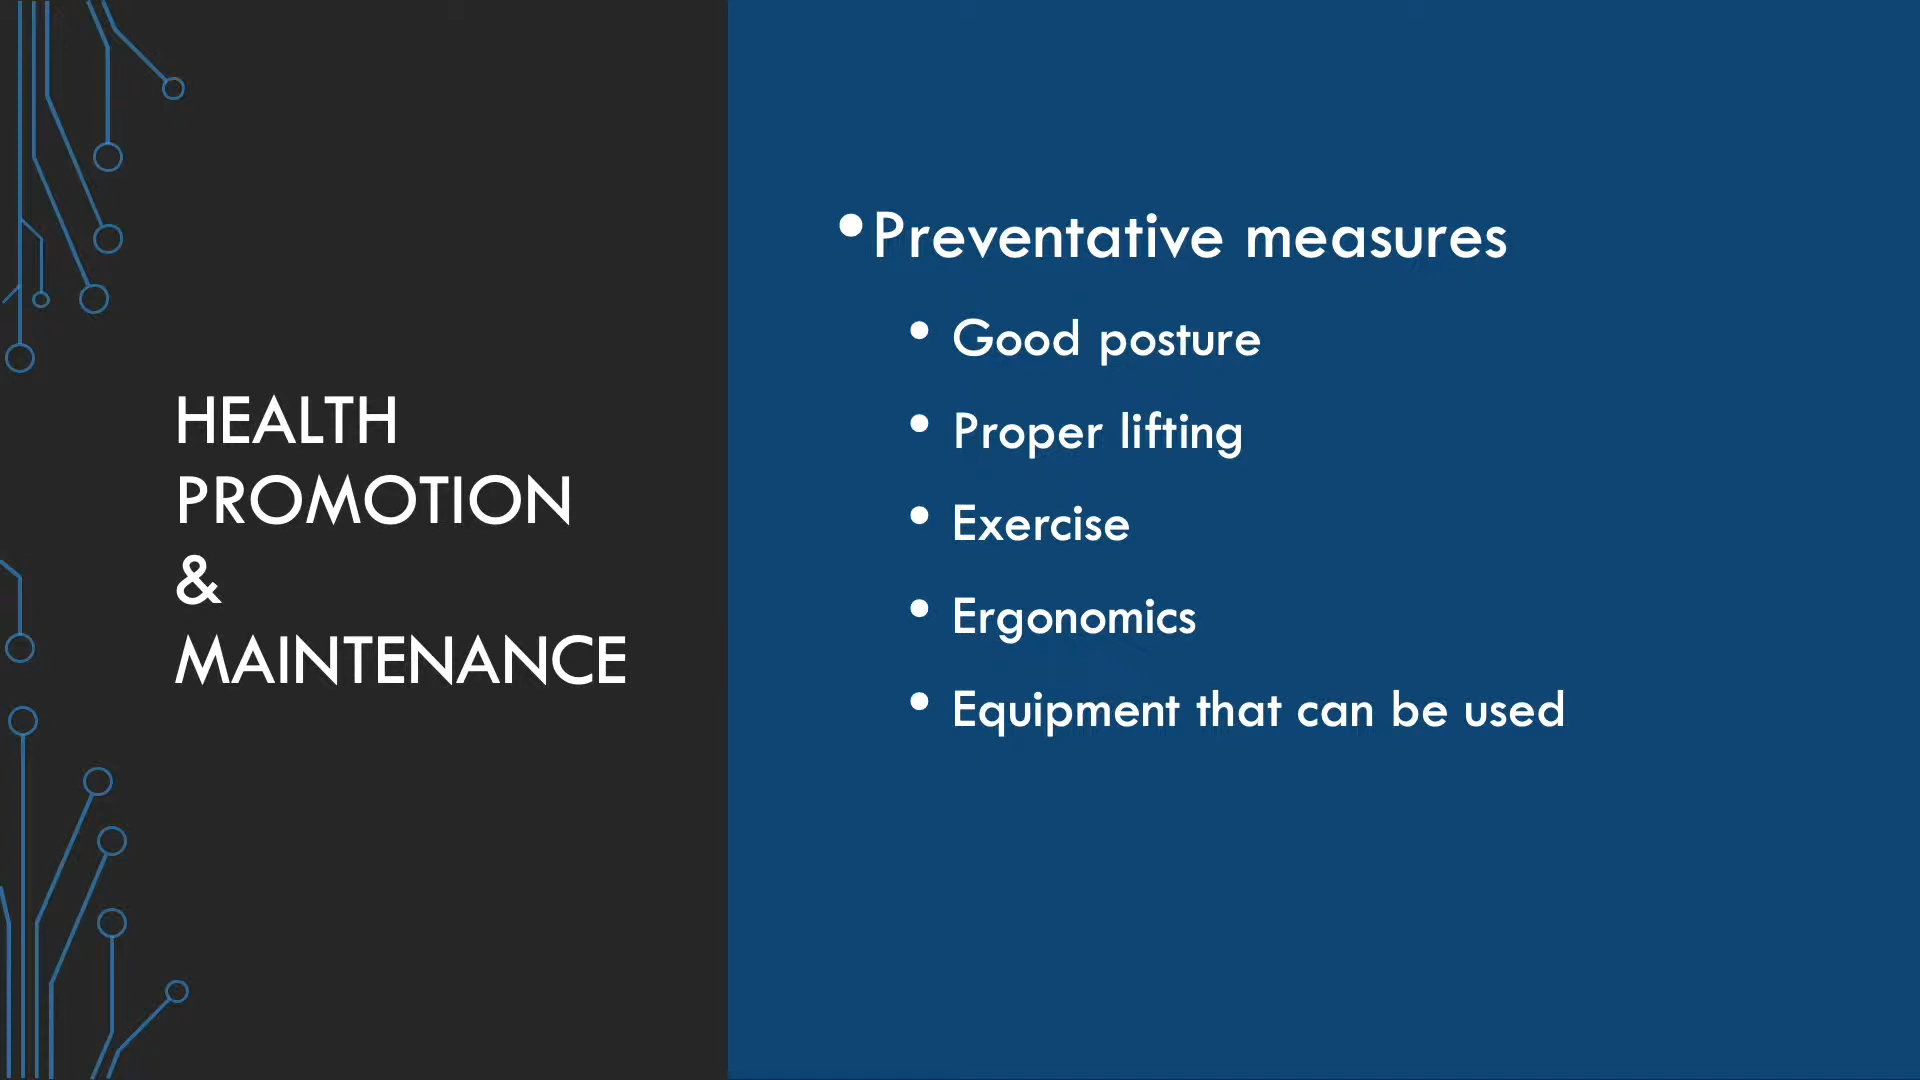 HEALTH
PROMOTION
&
MAINTENANCE
• Preventative measures
• Good posture
• Proper lifting
• Exercise
• Ergonomics
• Equipment that can be used